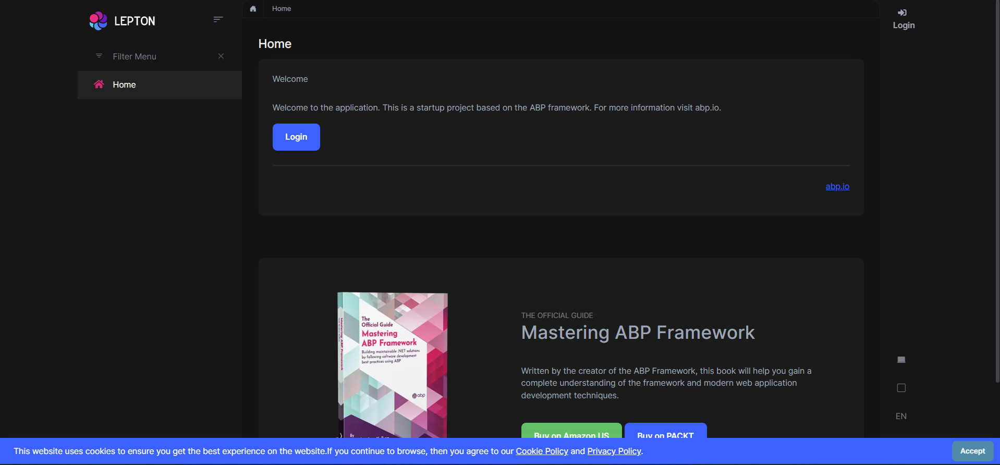 LEPTON
Filter Menu
Home
Home
Home
Welcome
Welcome to the application. This is a startup project based on the ABP framework. For more information visit abp.io.
Login
abp.io
The
Official Guide
Mastering
ABP Framework
Building maintainable .NET solutions
by following software development
best practices using ABP
Mastering ABP Framework
abp
By
THE OFFICIAL GUIDE
Mastering ABP Framework
Written by the creator of the ABP Framework, this book will help you gain a
complete understanding of the framework and modern web application
development techniques.
Buy on Amazon US
Buy on PACKT
Login
EN
This website uses cookies to ensure you get the best experience on the website.If you continue to browse, then you agree to our Cookie Policy and Privacy Policy.
Accept